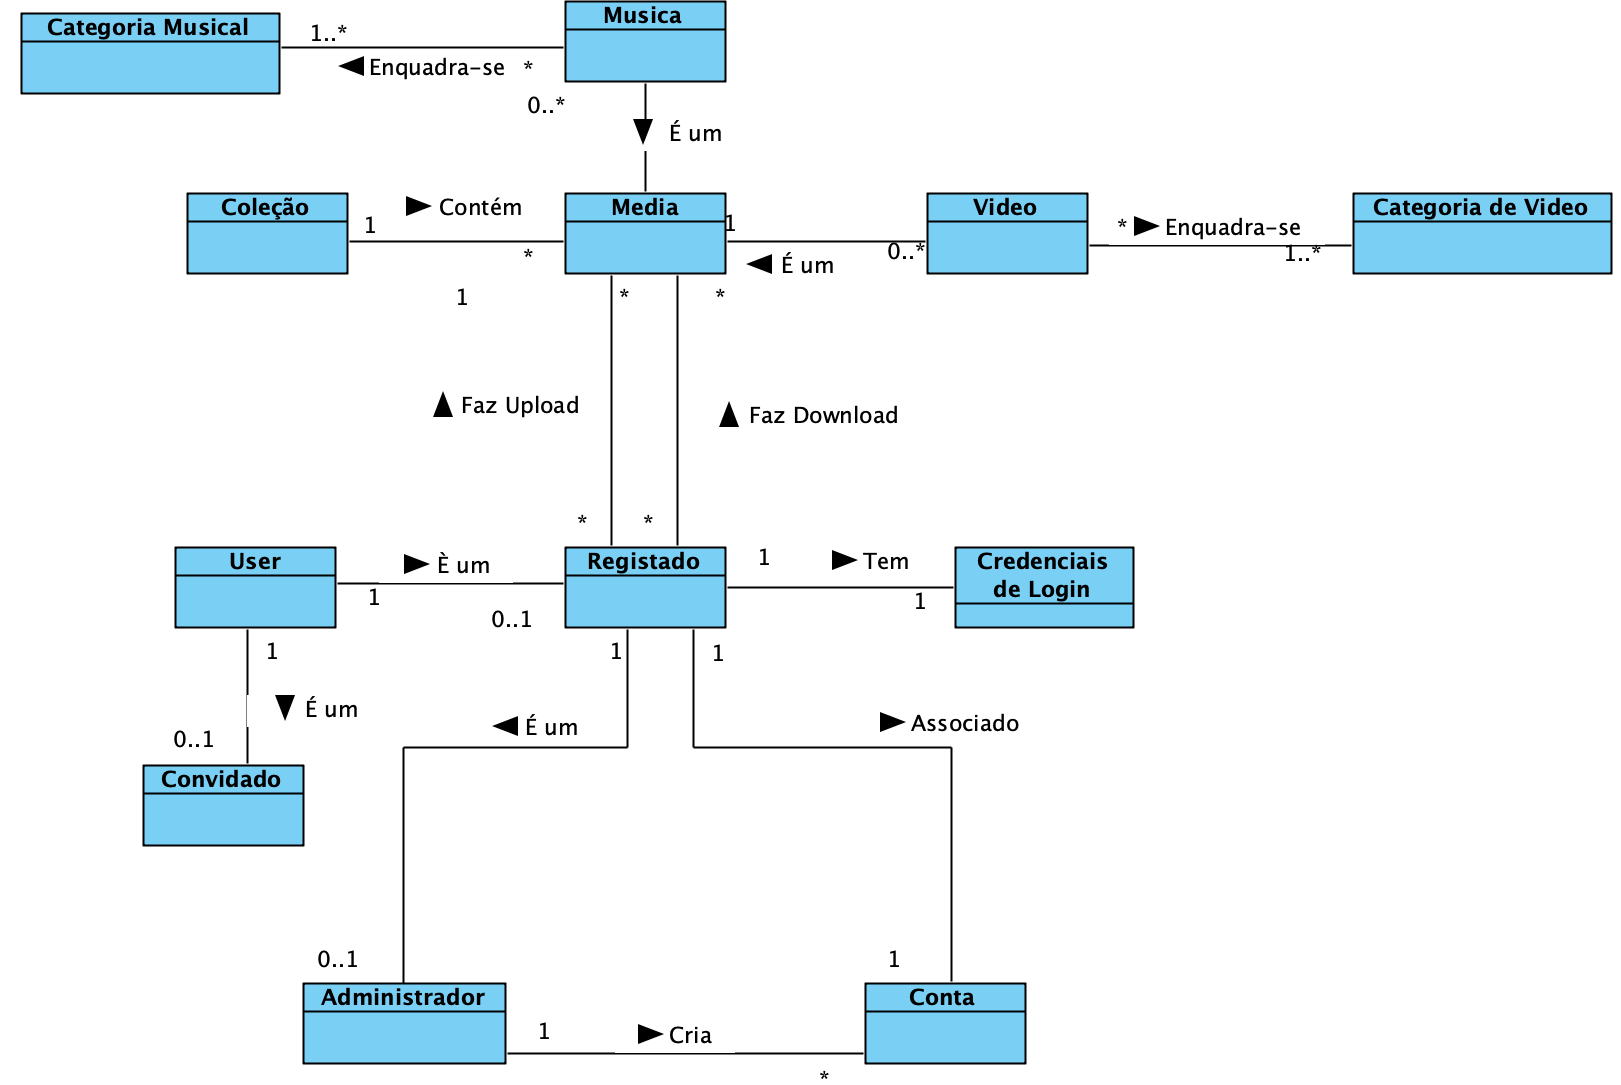 Musica
Categoria Musical
1..*
Enquadra-se
*
0..*
É um
Coleção
1
Contém
*
Media
1
É um
0..*
Video
*
Enquadra-se
1..*
Categoria de Video
1
*
*
Faz Upload
Faz Download
*
*
User
È um
1
0..1
Registado
1
Tem
1
Credenciais
de Login
1
1
1
É um
0..1
É um
Associado
Convidado
0..1
1
Administrador
Conta
1
Cria
*